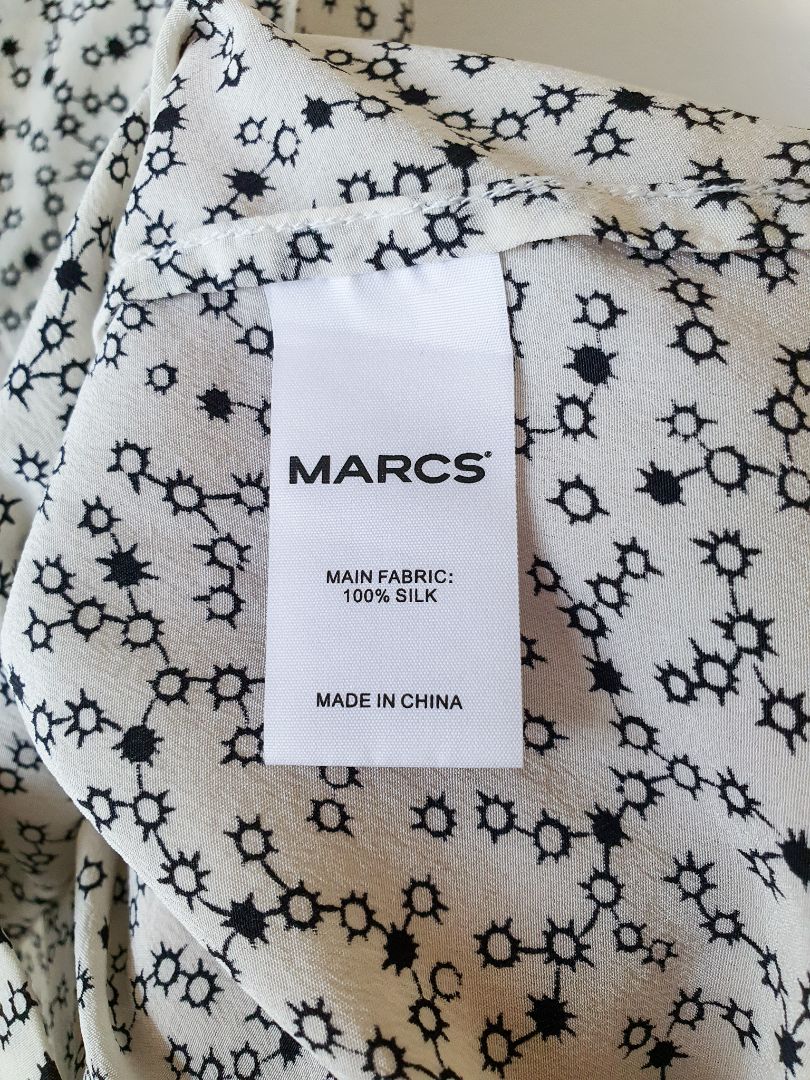 MARCS
MAIN FABRIC:
100% SILK
MADE IN CHINA